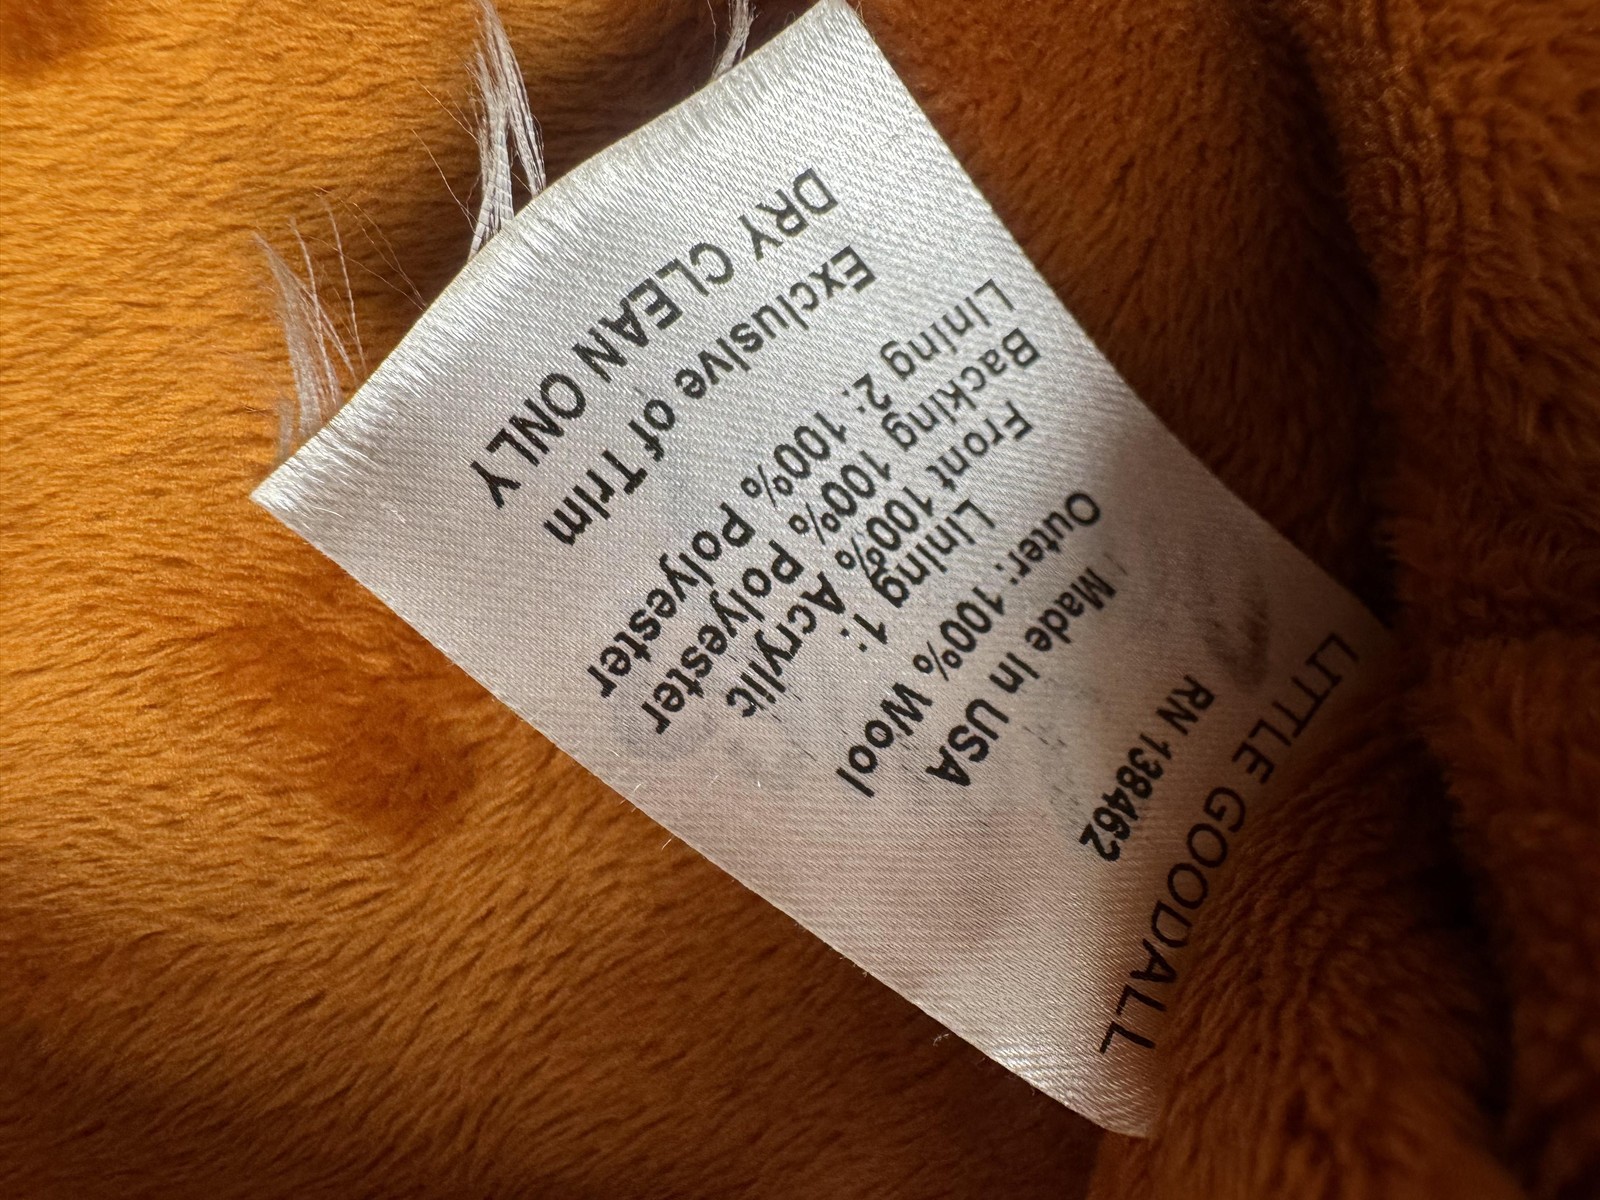 LITTLE GOODALL
RN 138462
Made In USA
Outer: 100% Wool
Lining 1:
Front 100% Acrylic
Backing 100% Polyester
Lining 2: 100% Polyester
Exclusive of Trim
DRY CLEAN ONLY